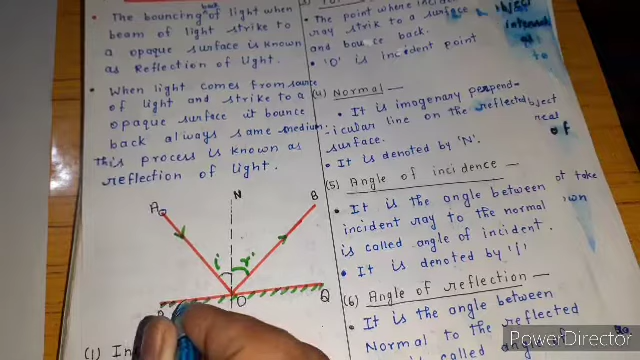 The bouncing back of light when
beam of light strike to
a opaque surface is known
as Reflection of Light.
When light comes from
of light and strike to a
opaque surface it bounce
back always same medium.
This process is known as
reflection of light.
A
N
B
i
r
O
Q
(1)
The point where
ray strik to a surface
and bounce back.
'O' is incident point
(4) Normal
It is imogenary perpend-
icular line on the reflected
surface.
It is denoted by 'N'.
(5) Angle of incidence —
It is the angle between
incident ray to the normal
is called angle of incident.
It is denoted by 'i'
(6) Angle of reflection —
It is the angle between
Normal to the reflected
to
of
PowerDirector